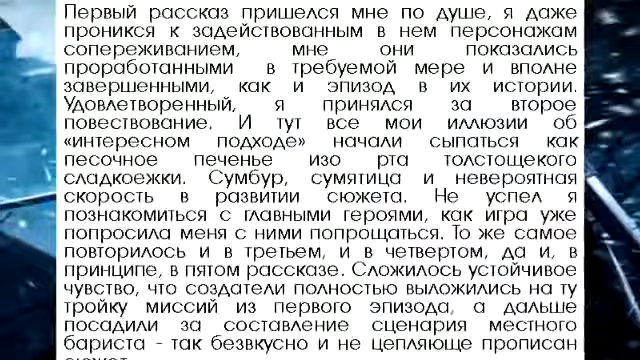 Первый рассказ пришелся мне по душе, я даже
проникся к задействованным в нем персонажам
сопереживанием, мне они показались
проработанными в требуемой мере и вполне
завершенными, как и эпизод в их истории.
Удовлетворенный, я принялся за второе
повествование. И тут все мои иллюзии об
«интересном подходе» начали сыпаться как
песочное печенье изо рта толстощекого
сладкоежки. Сумбур, сумятица и невероятная
скорость в развитии сюжета. Не успел я
познакомиться с главными героями, как игра уже
попросила меня с ними попрощаться. То же самое
повторилось и в третьем, и в четвертом, да и, в
принципе, в пятом рассказе. Сложилось устойчивое
чувство, что создатели полностью выложились на ту
тройку миссий из первого эпизода, а дальше
посадили за составление сценария местного
бариста - так безвкусно и не цепляюще прописан